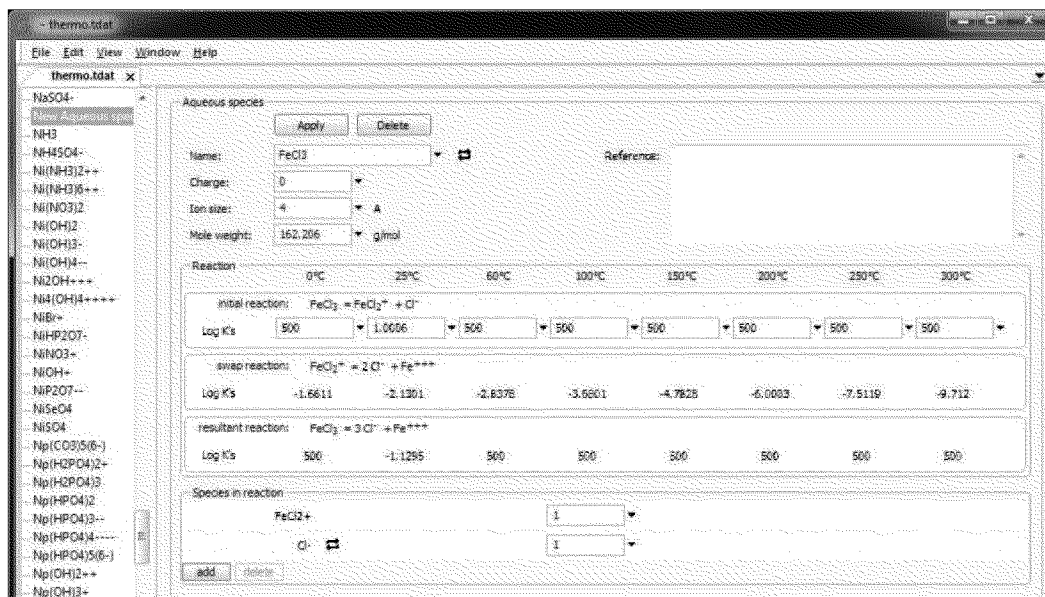 - thermo.tdat
File Edit View Window Help
thermo.tdat x
NaSO4-
New Aqueous spec
NH3
NH4SO4-
Ni(NH3)2++
Ni(NH3)6++
Ni(NO3)2
Ni(OH)2
Ni(OH)3-
Ni(OH)4--
Ni2OH+++
Ni4(OH)4++++
NiBr+
NiHP2O7-
NiNO3+
NiOH+
NiP2O7--
NiSeO4
NiSO4
Np(CO3)5(6-)
Np(H2PO4)2+
Np(H2PO4)3
Np(HPO4)2
Np(HPO4)3--
Np(HPO4)4----
Np(HPO4)5(6-)
Np(OH)2++
Np(OH)3+
Aqueous species
Apply Delete
Name: FeCl3 Reference:
Charge: 0
Ion size: 4 A
Mole weight: 162.206 g/mol
Reaction
0°C 25°C 60°C 100°C 150°C 200°C 250°C 300°C
initial reaction: FeCl₃ = FeCl₂⁺ + Cl⁻
Log K's 500 1.0006 500 500 500 500 500 500
swap reaction: FeCl₂⁺ = 2 Cl⁻ + Fe⁺⁺⁺
Log K's -1.6611 -2.1301 -2.8378 -3.6801 -4.7828 -6.0003 -7.5119 -9.712
resultant reaction: FeCl₃ = 3 Cl⁻ + Fe⁺⁺⁺
Log K's 500 -1.1295 500 500 500 500 500 500
Species in reaction
FeCl2+ 1
Cl- 1
add delete